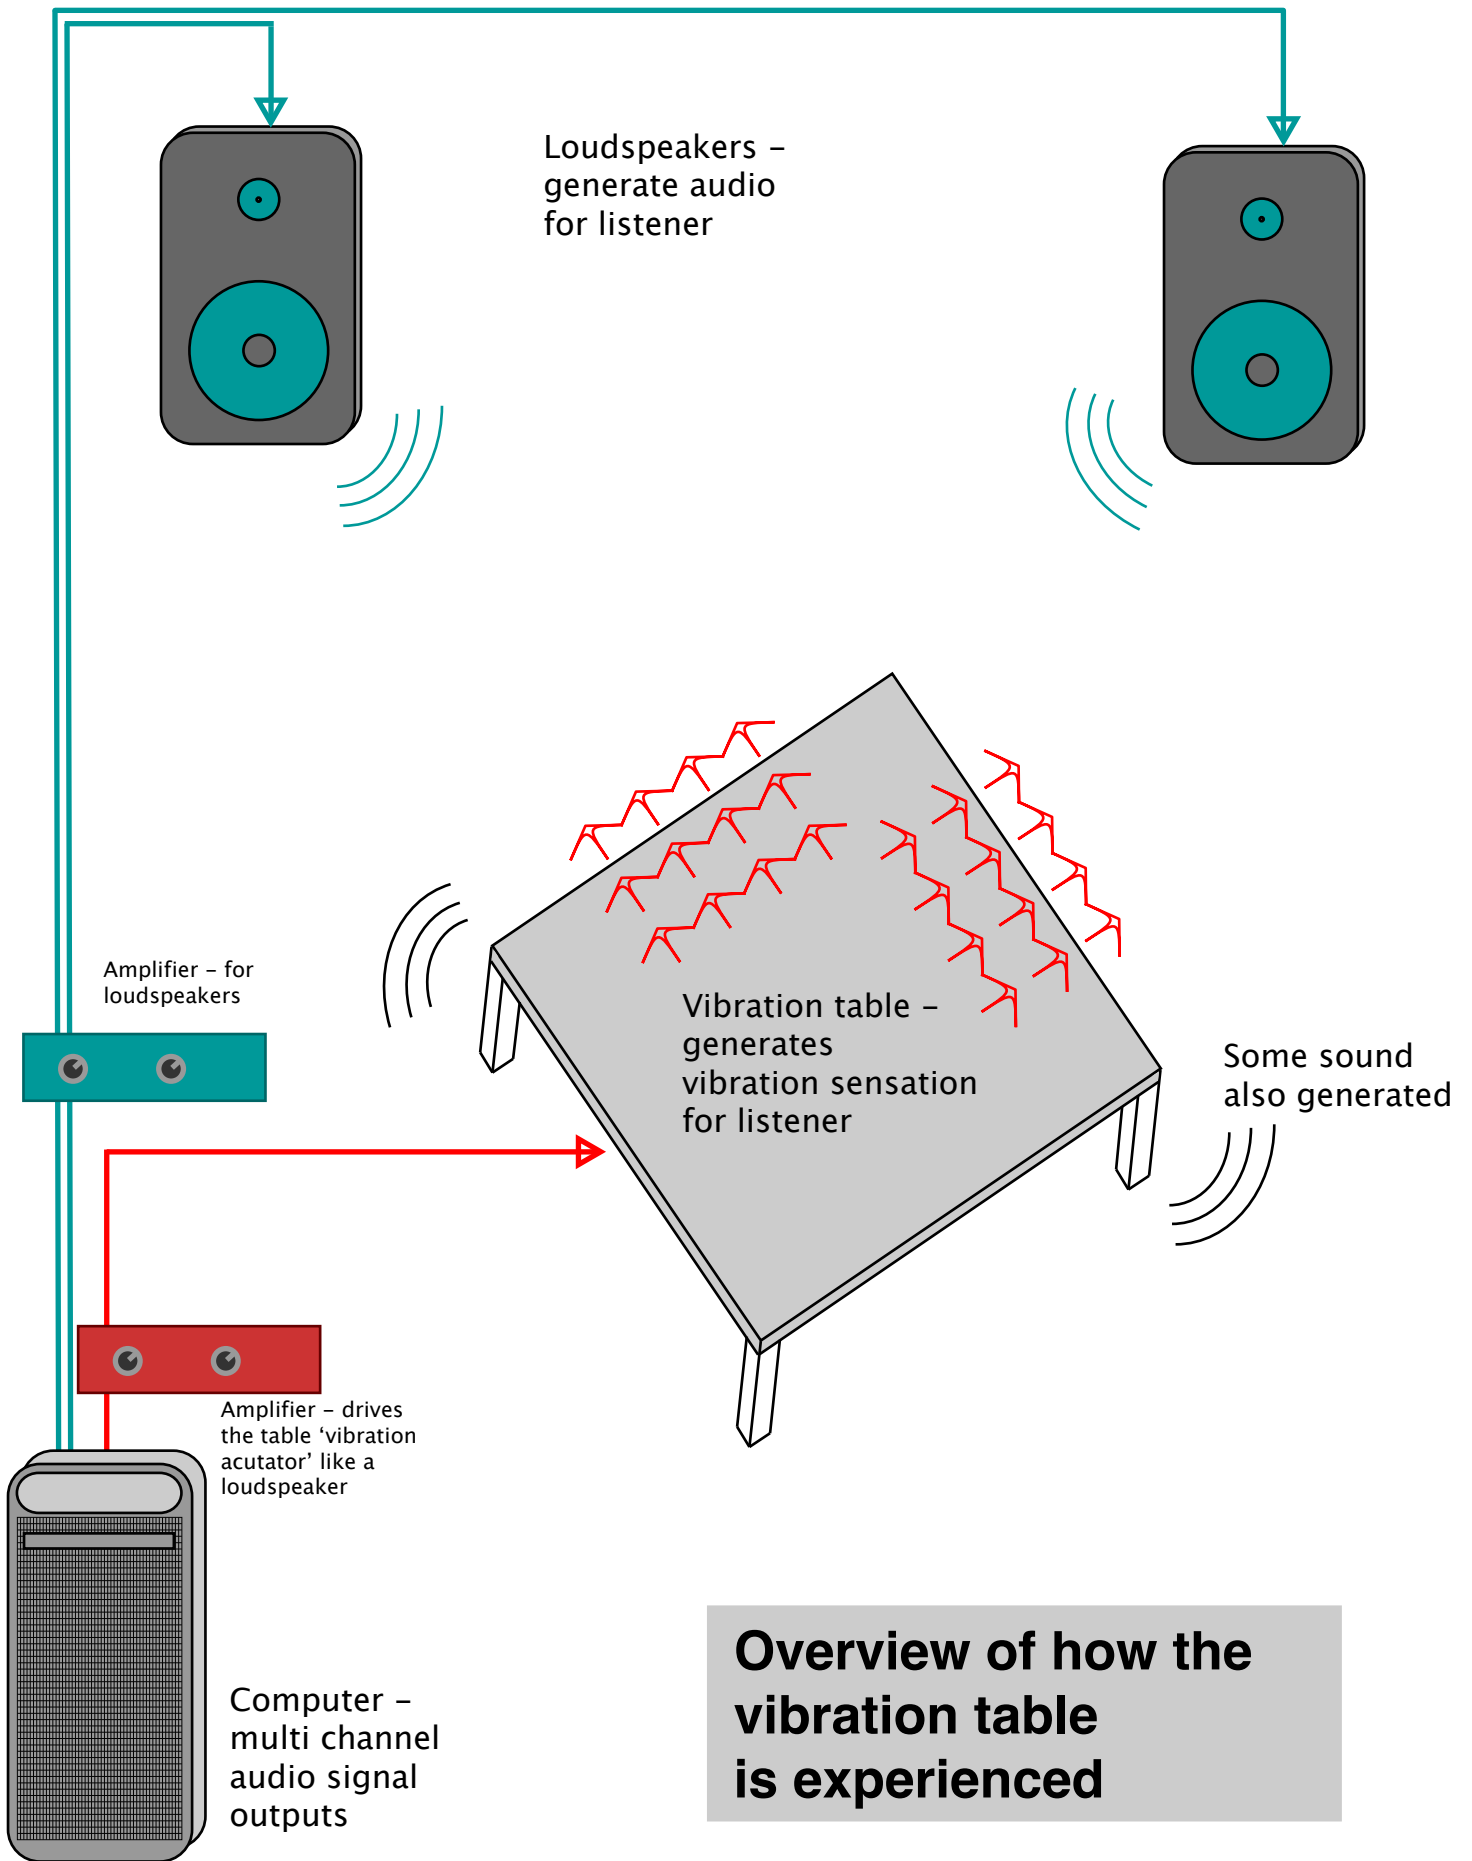 Loudspeakers –
generate audio
for listener
Amplifier – for
loudspeakers
Vibration table –
generates
vibration sensation
for listener
Some sound
also generated
Amplifier – drives
the table ‘vibration
acutator’ like a
loudspeaker
Computer –
multi channel
audio signal
outputs
Overview of how the
vibration table
is experienced